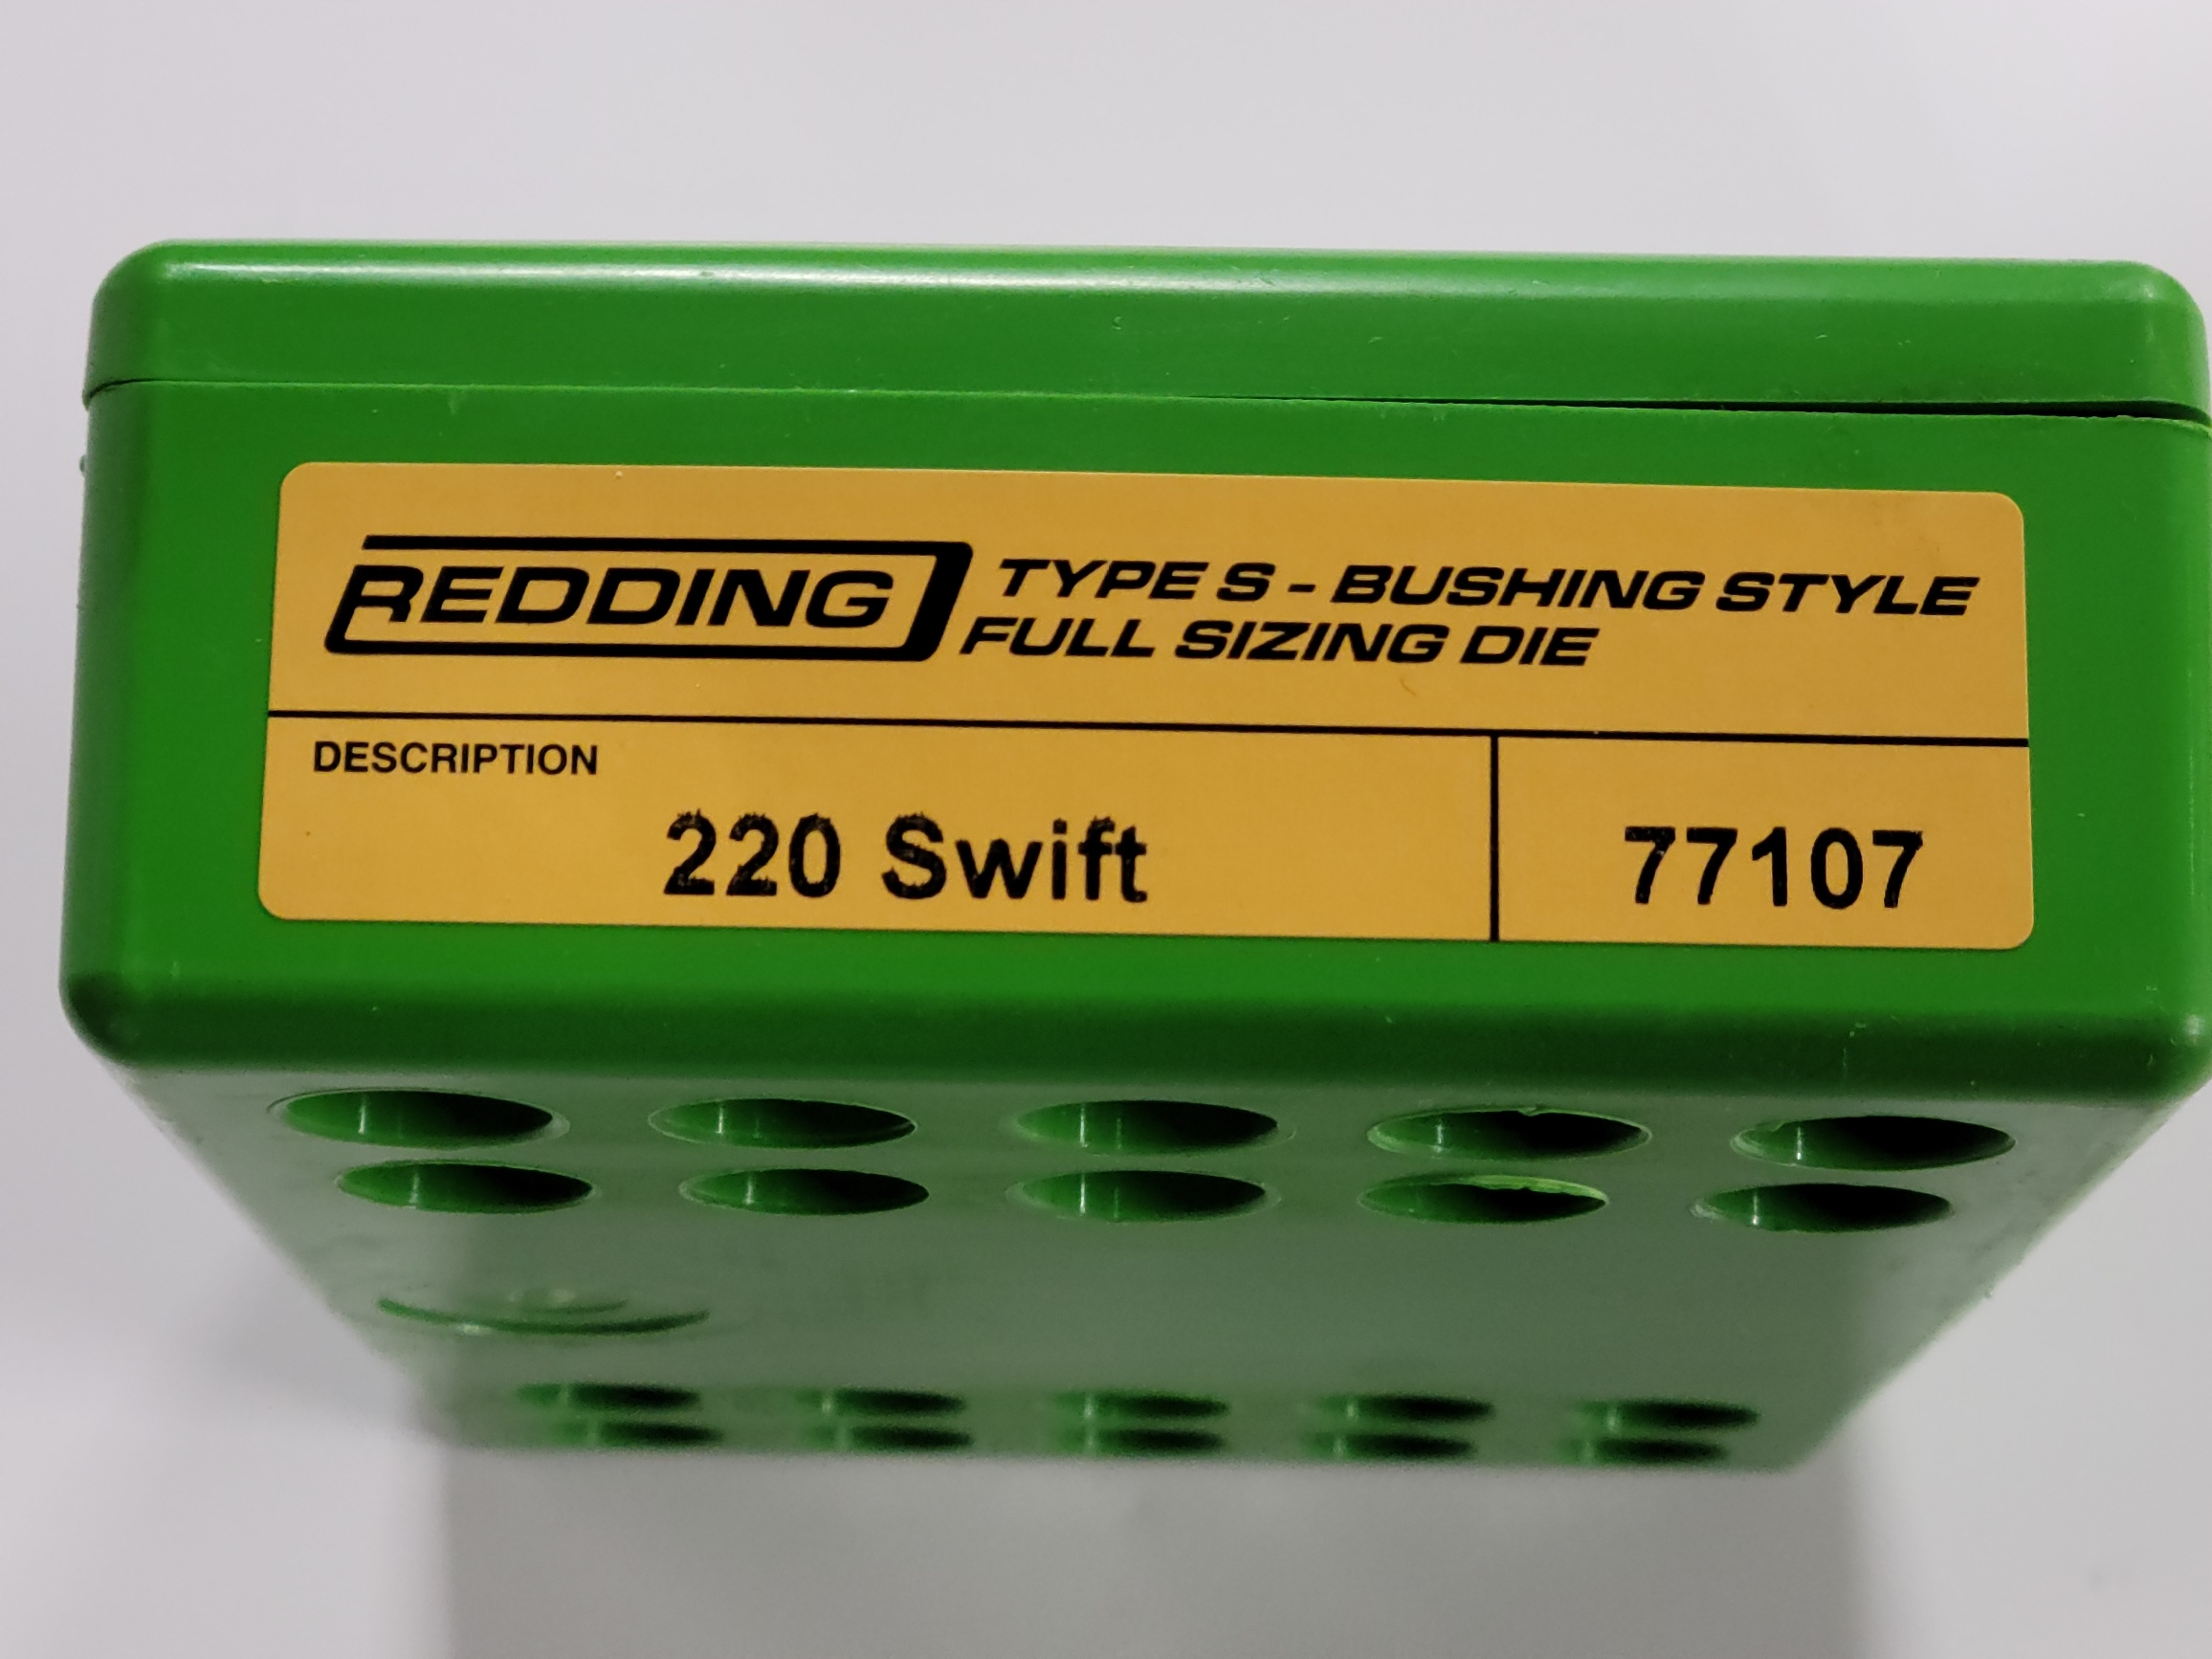 REDDING
TYPE S - BUSHING STYLE
FULL SIZING DIE
DESCRIPTION
220 Swift
77107